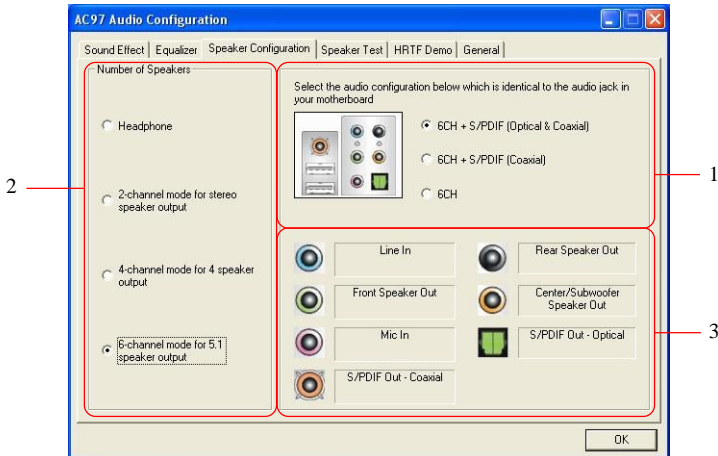 AC97 Audio Configuration
Sound Effect
Equalizer
Speaker Configuration
Speaker Test
HRTF Demo
General
Number of Speakers
Headphone
2-channel mode for stereo
speaker output
4-channel mode for 4 speaker
output
6-channel mode for 5.1
speaker output
2
Select the audio configuration below which is identical to the audio jack in
your motherboard
6CH + S/PDIF (Optical & Coaxial)
6CH + S/PDIF (Coaxial)
6CH
1
Line In
Rear Speaker Out
Front Speaker Out
Center/Subwoofer
Speaker Out
Mic In
S/PDIF Out - Optical
S/PDIF Out - Coaxial
3
OK